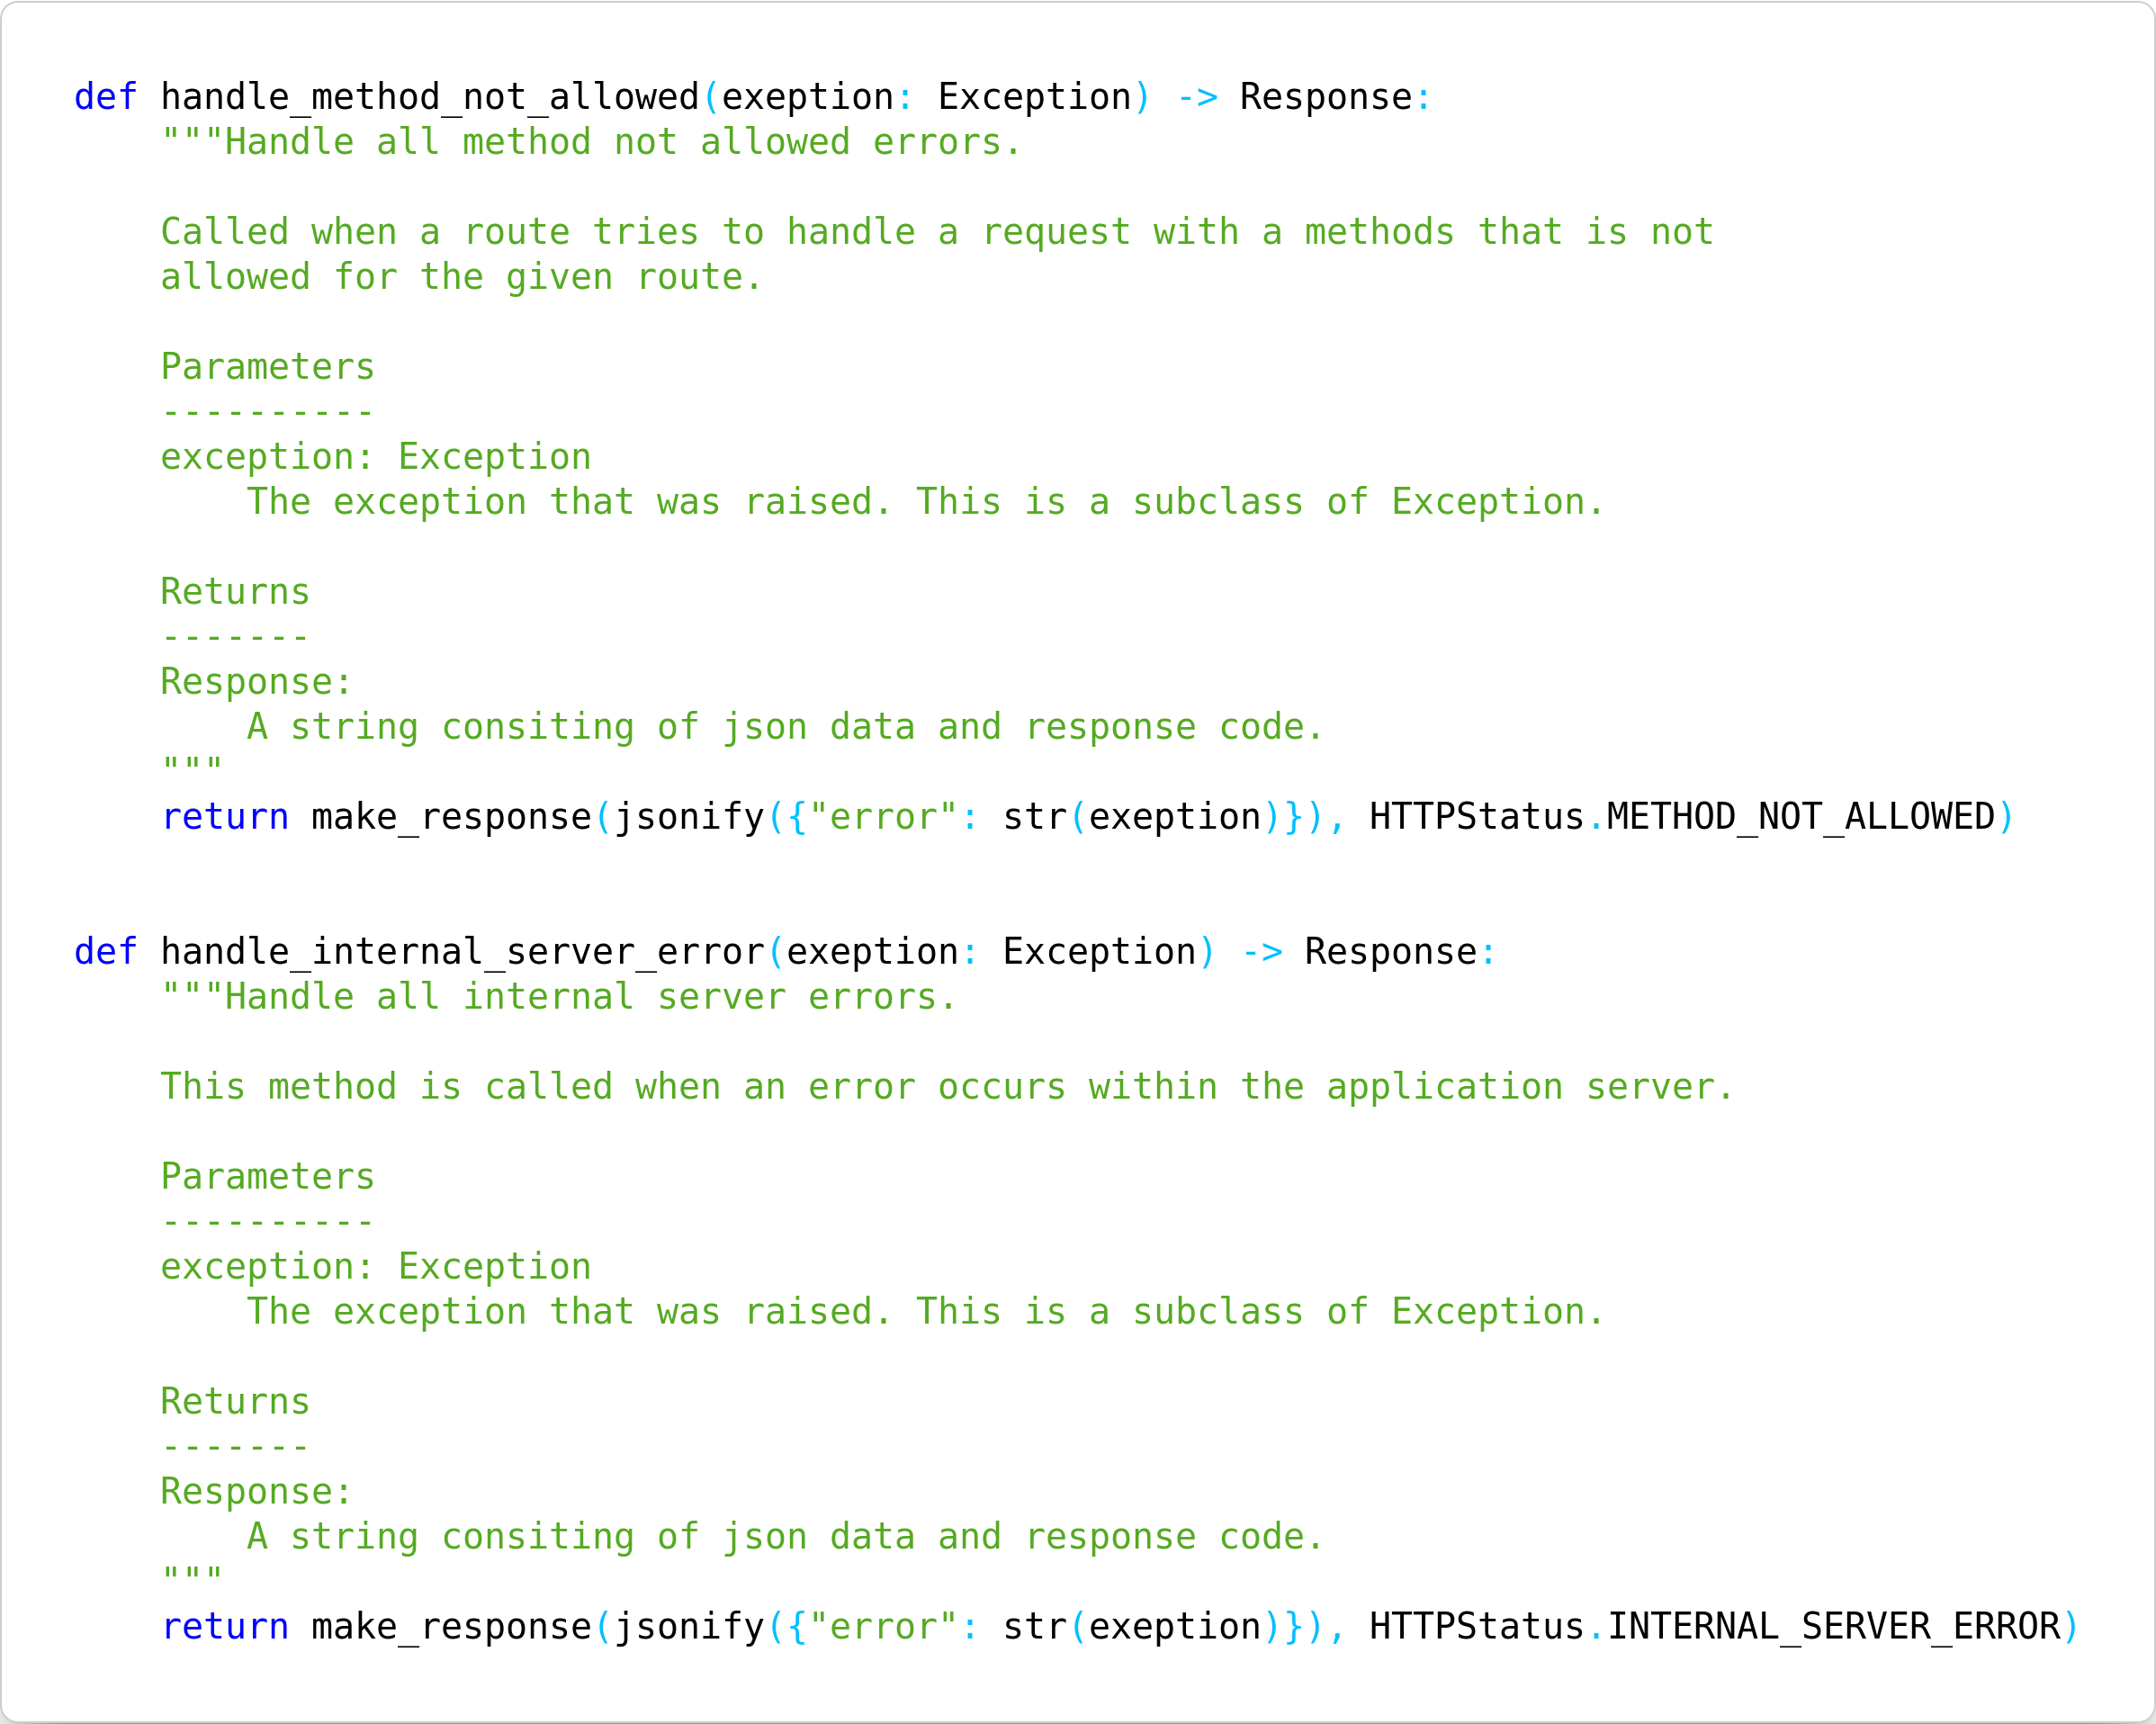 def handle_method_not_allowed(exeption: Exception) -> Response:
    """Handle all method not allowed errors.

    Called when a route tries to handle a request with a methods that is not
    allowed for the given route.

    Parameters
    ----------
    exception: Exception
        The exception that was raised. This is a subclass of Exception.

    Returns
    -------
    Response:
        A string consiting of json data and response code.
    """
    return make_response(jsonify({"error": str(exeption)}), HTTPStatus.METHOD_NOT_ALLOWED)


def handle_internal_server_error(exeption: Exception) -> Response:
    """Handle all internal server errors.

    This method is called when an error occurs within the application server.

    Parameters
    ----------
    exception: Exception
        The exception that was raised. This is a subclass of Exception.

    Returns
    -------
    Response:
        A string consiting of json data and response code.
    """
    return make_response(jsonify({"error": str(exeption)}), HTTPStatus.INTERNAL_SERVER_ERROR)